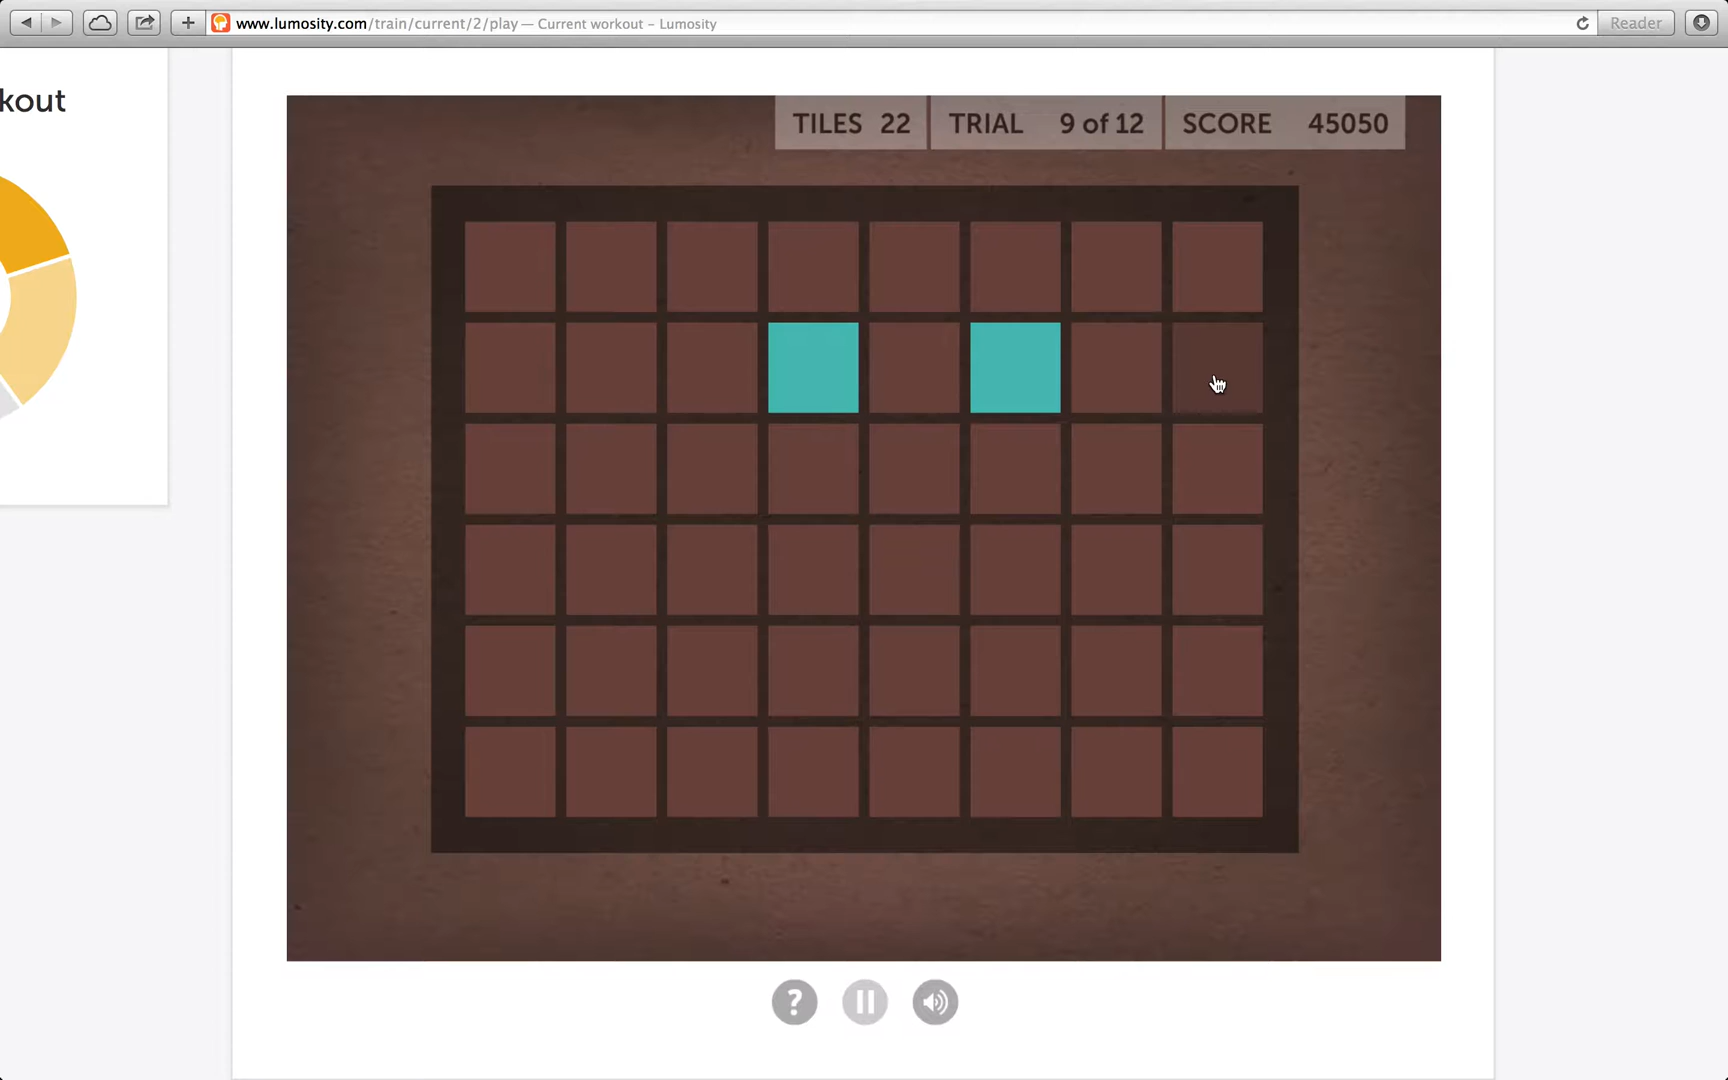 www.lumosity.com/train/current/2/play — Current workout – Lumosity
Reader
kout
TILES 22
TRIAL 9 of 12
SCORE 45050
?